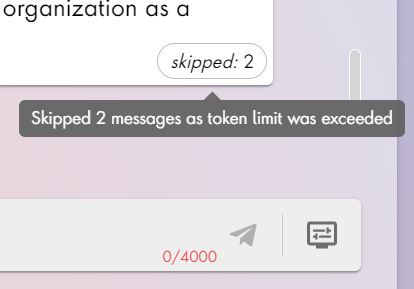 organization as a
skipped: 2
Skipped 2 messages as token limit was exceeded
0/4000